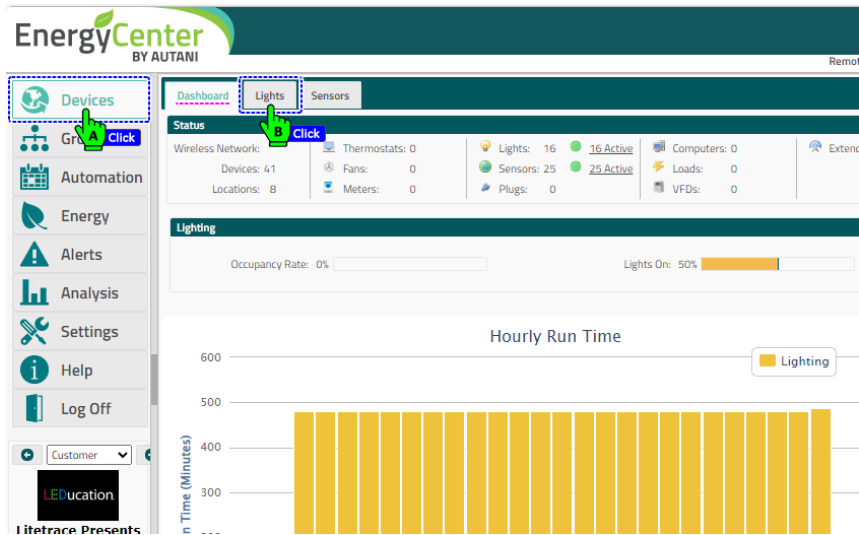 EnergyCenter
BY AUTANI
Devices
A Click
Automation
Energy
Alerts
Analysis
Settings
Help
Log Off
Customer
LEDucation
Litetrace Presents
Dashboard Lights Sensors
B Click
Status
Wireless Network: Thermostats: 0 Lights: 16 16 Active Computers: 0
Devices: 41 Fans: 0 Sensors: 25 25 Active Loads: 0
Locations: 8 Meters: 0 Plugs: 0 VFDs: 0
Lighting
Occupancy Rate: 0% Lights On: 50%
Hourly Run Time
Lighting
600
500
400
300
Time (Minutes)